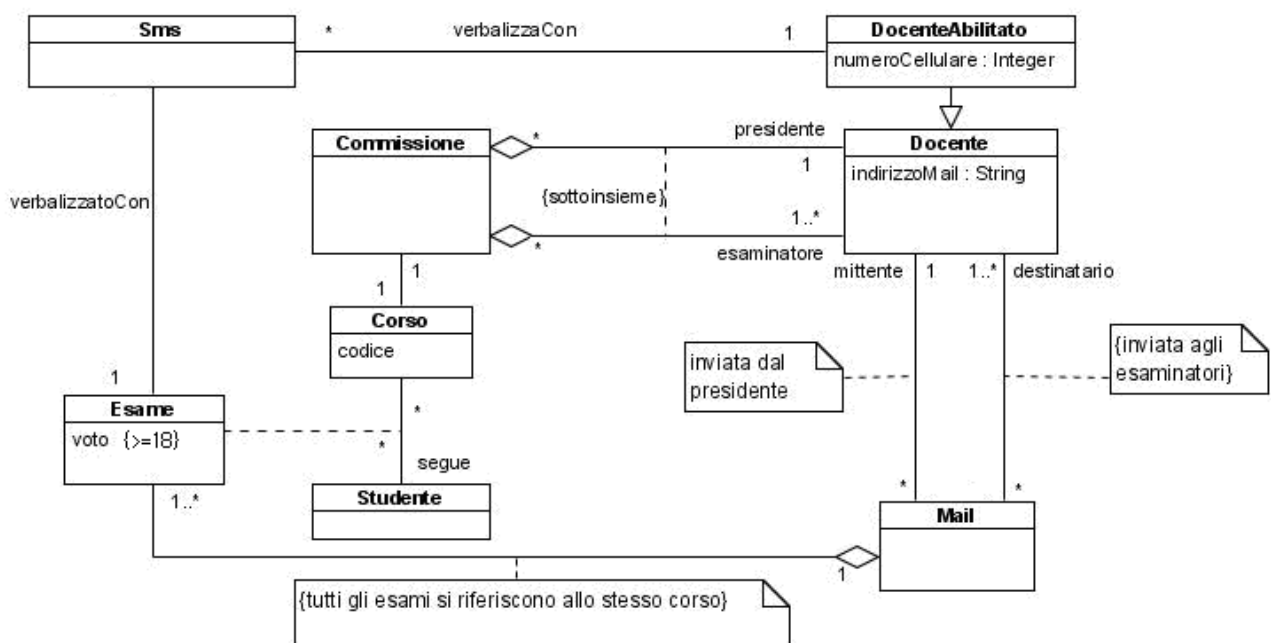 Sms
*
verbalizzaCon
1
DocenteAbilitato
numeroCellulare : Integer
Commissione
*
presidente
1
Docente
indirizzoMail : String
{sottoinsieme}
verbalizzatoCon
*
1..*
esaminatore
1
mittente
1
1..*
destinatario
1
Corso
codice
inviata dal
presidente
{inviata agli
esaminatori}
1
Esame
voto {>=18}
*
*
segue
1..*
Studente
*
*
Mail
1
{tutti gli esami si riferiscono allo stesso corso}